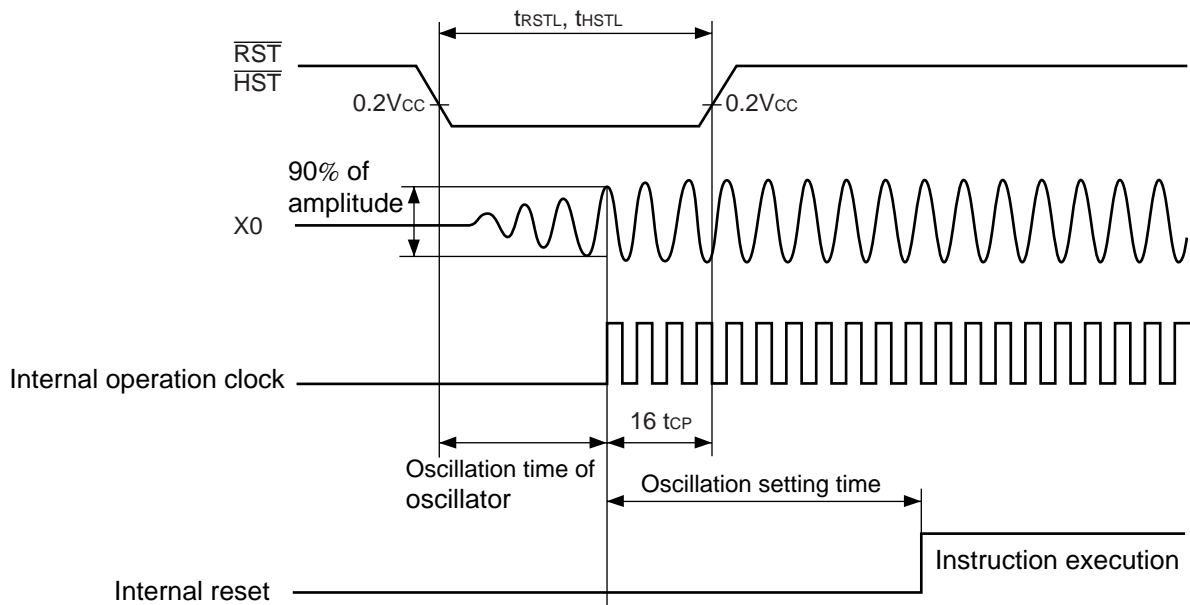 tRSTL, tHSTL
RST
HST
0.2VCC
0.2VCC
90% of
amplitude
X0
Internal operation clock
16 tCP
Oscillation time of
oscillator
Oscillation setting time
Instruction execution
Internal reset